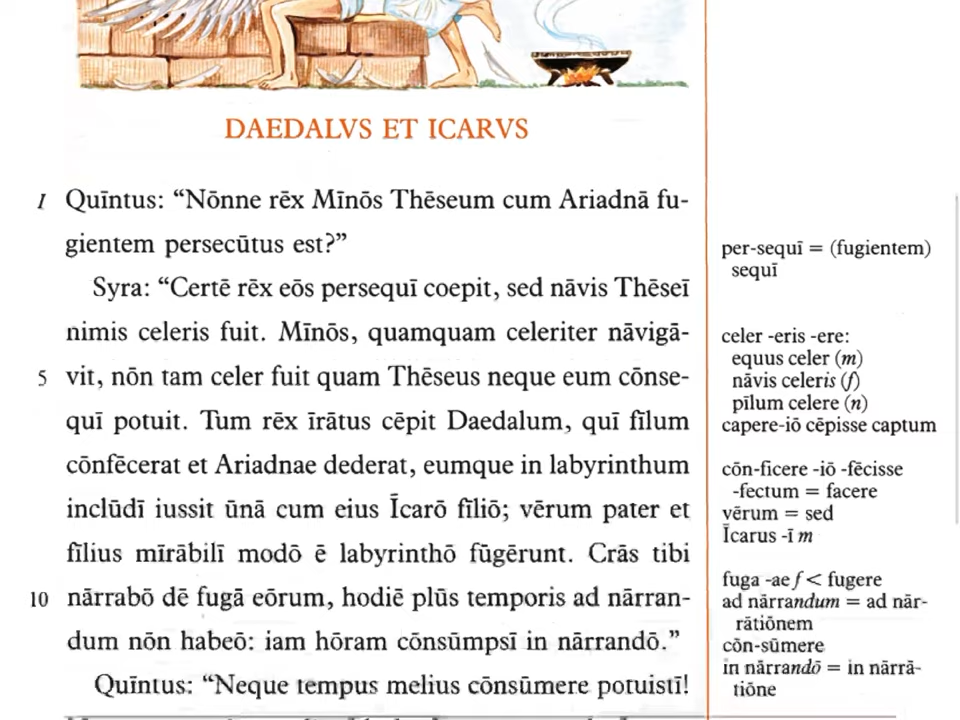 DAEDALVS ET ICARVS
1 Quīntus: “Nōnne rēx Mīnōs Thēseum cum Ariadnā fu-
gientem persecūtus est?”
Syra: “Certē rēx eōs persequī coepit, sed nāvis Thēseī
nimis celeris fuit. Mīnōs, quamquam celeriter nāvigā-
5 vit, nōn tam celer fuit quam Thēseus neque eum cōnse-
quī potuit. Tum rēx īrātus cēpit Daedalum, quī fīlum
cōnfēcerat et Ariadnae dederat, eumque in labyrinthum
inclūdī iussit ūnā cum eius Īcarō fīliō; vērum pater et
fīlius mīrābilī modō ē labyrinthō fūgērunt. Crās tibi
10 nārrabō dē fugā eōrum, hodiē plūs temporis ad nārran-
dum nōn habeō: iam hōram cōnsūmpsī in nārrandō.”
Quīntus: “Neque tempus melius cōnsūmere potuistī!
per-sequī = (fugientem)
sequī
celer -eris -ere:
equus celer (m)
nāvis celeris (f)
pīlum celere (n)
capere-iō cēpisse captum
cōn-ficere -iō -fēcisse
-fectum = facere
vērum = sed
Īcarus -ī m
fuga -ae f < fugere
ad nārrandum = ad nār-
rātiōnem
cōn-sūmere
in nārrandō = in nārrā-
tiōne